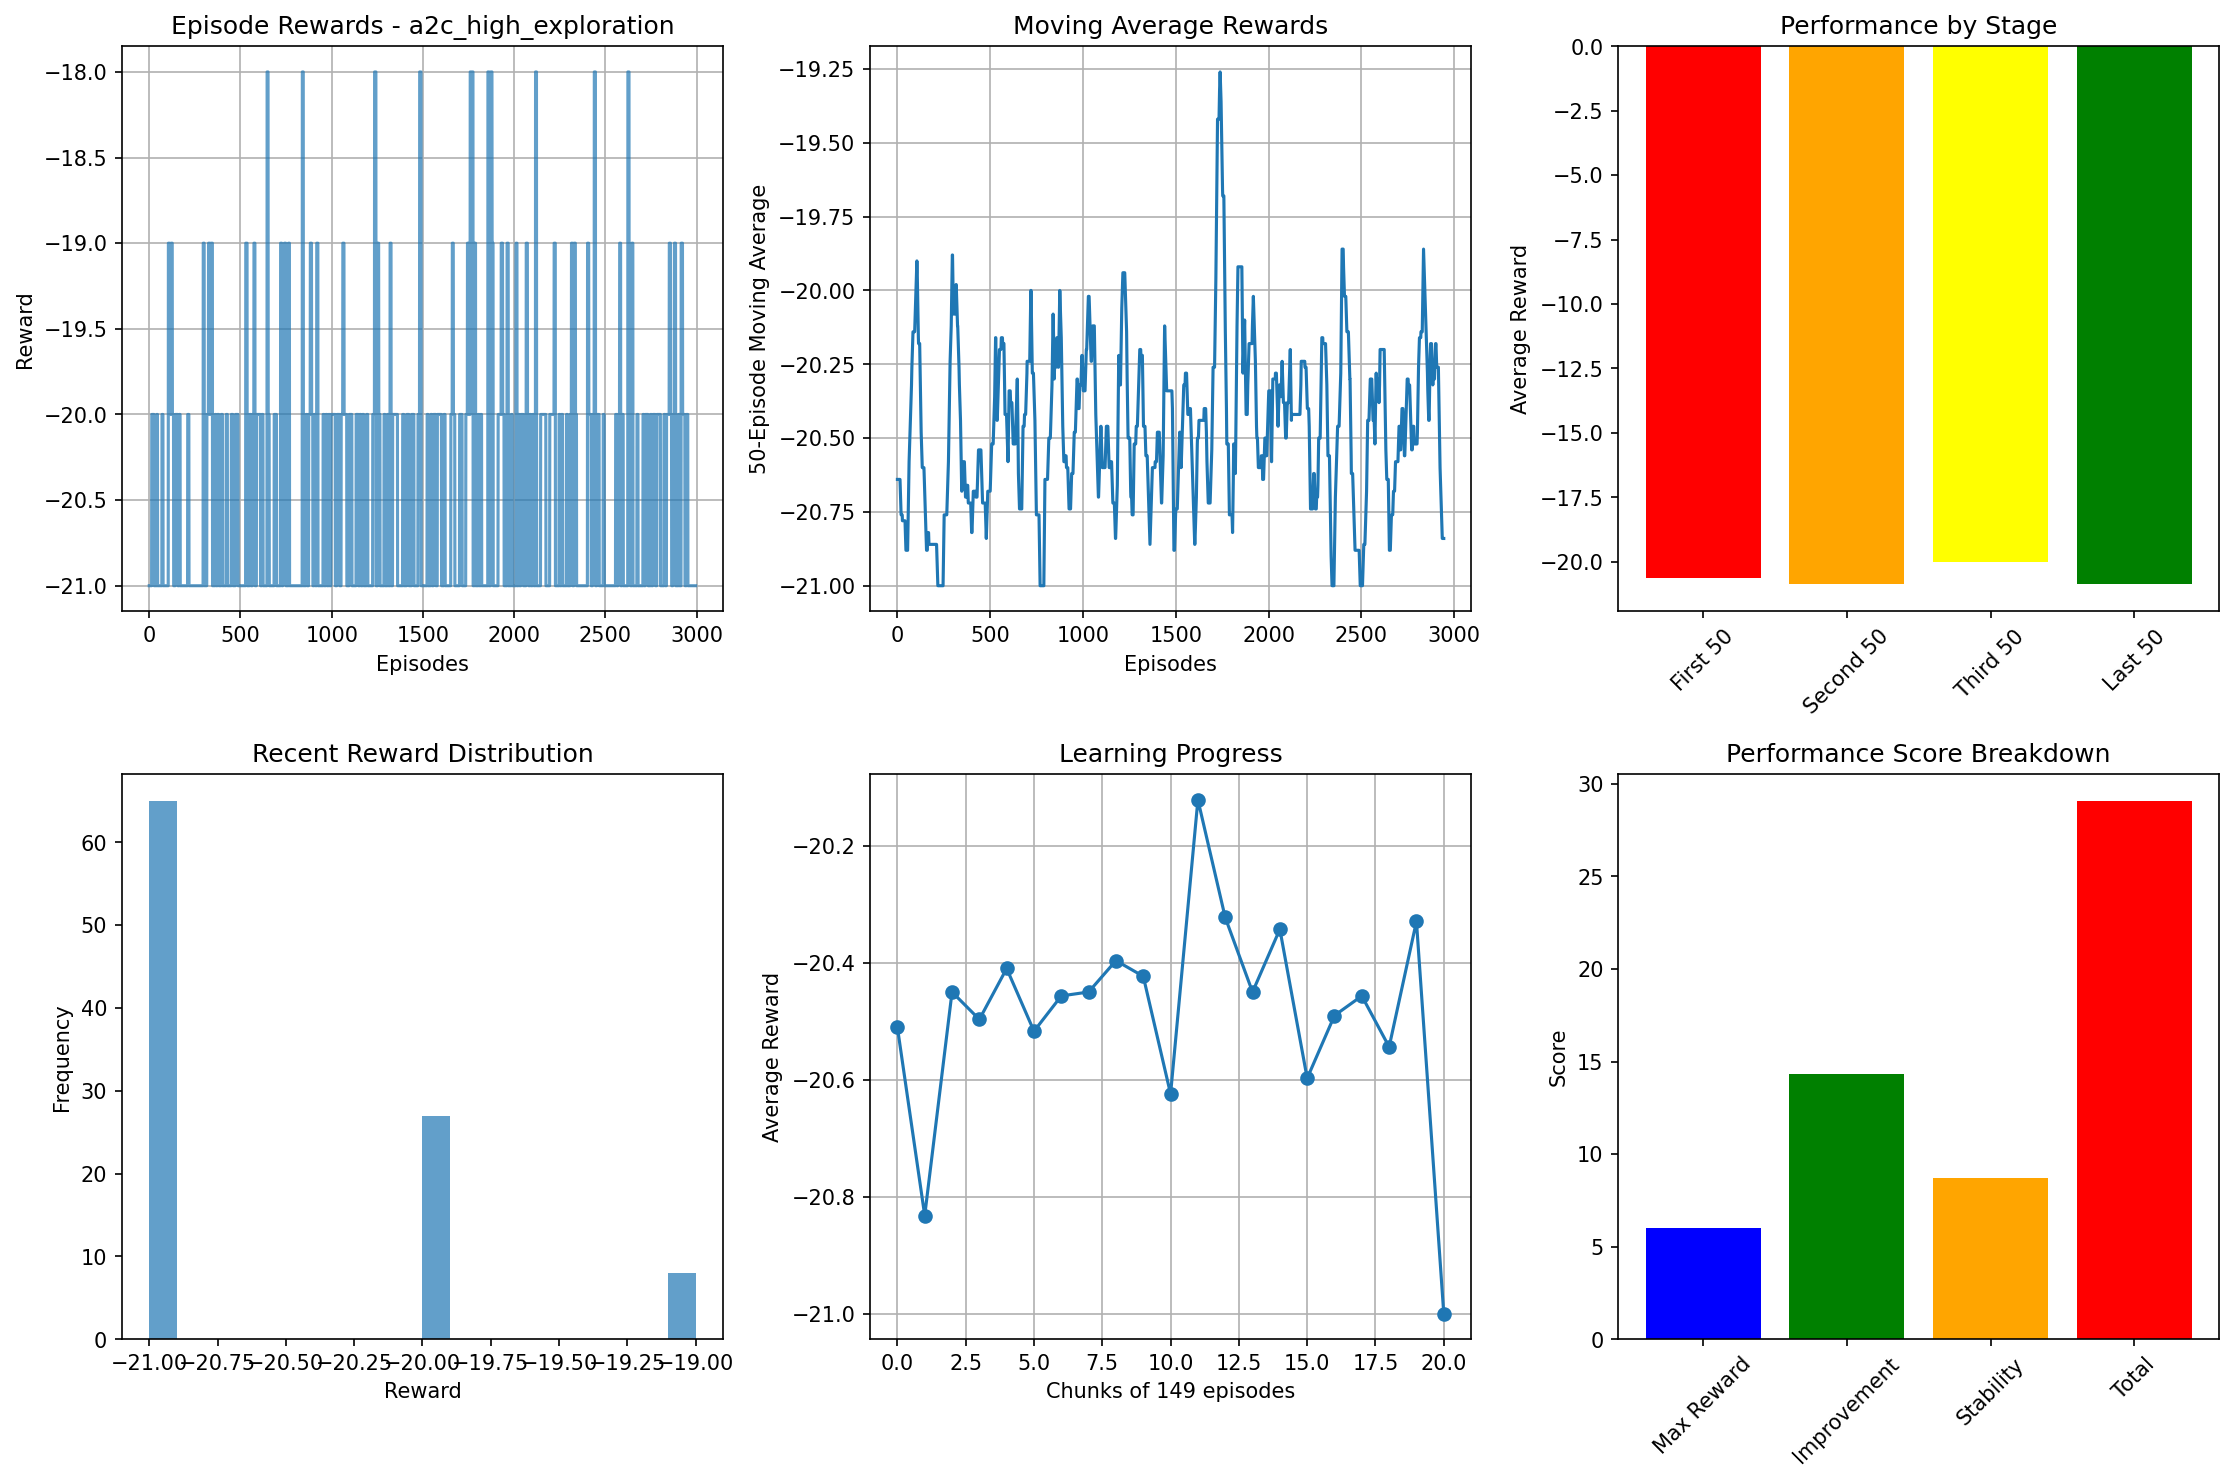 Episode Rewards - a2c_high_exploration
−18.0
−18.5
−19.0
−19.5
−20.0
−20.5
−21.0
Reward
0 500 1000 1500 2000 2500 3000
Episodes
Moving Average Rewards
−19.25
−19.50
−19.75
−20.00
−20.25
−20.50
−20.75
−21.00
50-Episode Moving Average
0 500 1000 1500 2000 2500 3000
Episodes
Performance by Stage
0.0
−2.5
−5.0
−7.5
−10.0
−12.5
−15.0
−17.5
−20.0
Average Reward
First 50 Second 50 Third 50 Last 50
Recent Reward Distribution
60
50
40
30
20
10
0
Frequency
−21.00 −20.75 −20.50 −20.25 −20.00 −19.75 −19.50 −19.25 −19.00
Reward
Learning Progress
−20.2
−20.4
−20.6
−20.8
−21.0
Average Reward
0.0 2.5 5.0 7.5 10.0 12.5 15.0 17.5 20.0
Chunks of 149 episodes
Performance Score Breakdown
30
25
20
15
10
5
0
Score
Max Reward Improvement Stability Total